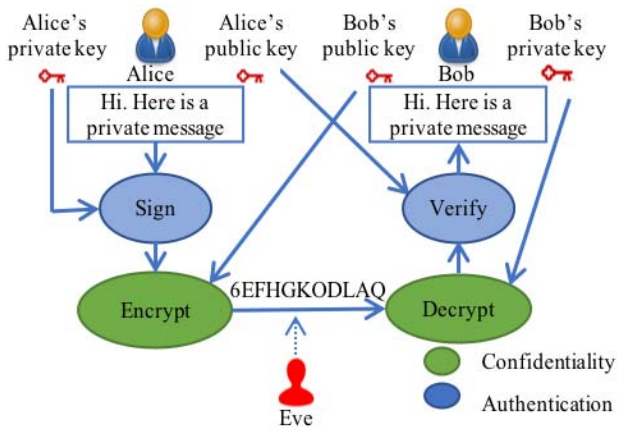 Alice's
private key
Alice
Alice's
public key
Bob's
public key
Bob
Bob's
private key
Hi. Here is a
private message
Hi. Here is a
private message
Sign
Verify
Encrypt
6EFHGKODLAQ
Decrypt
Eve
Confidentiality
Authentication